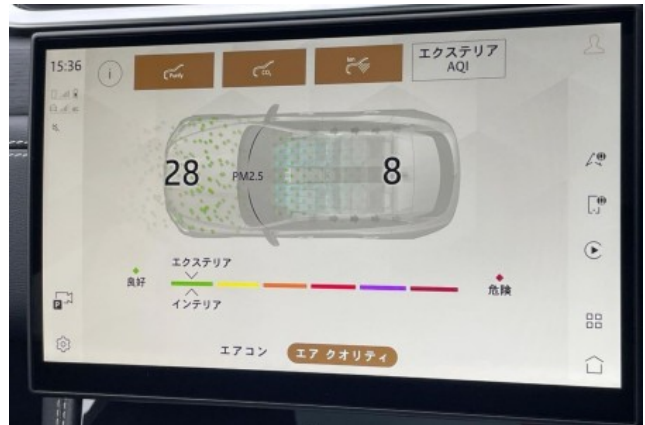 15:36
i
Purify
CO₂
エクステリア
AQI
28
PM2.5
8
エクステリア
良好
危険
インテリア
P
エアコン
エア クオリティ